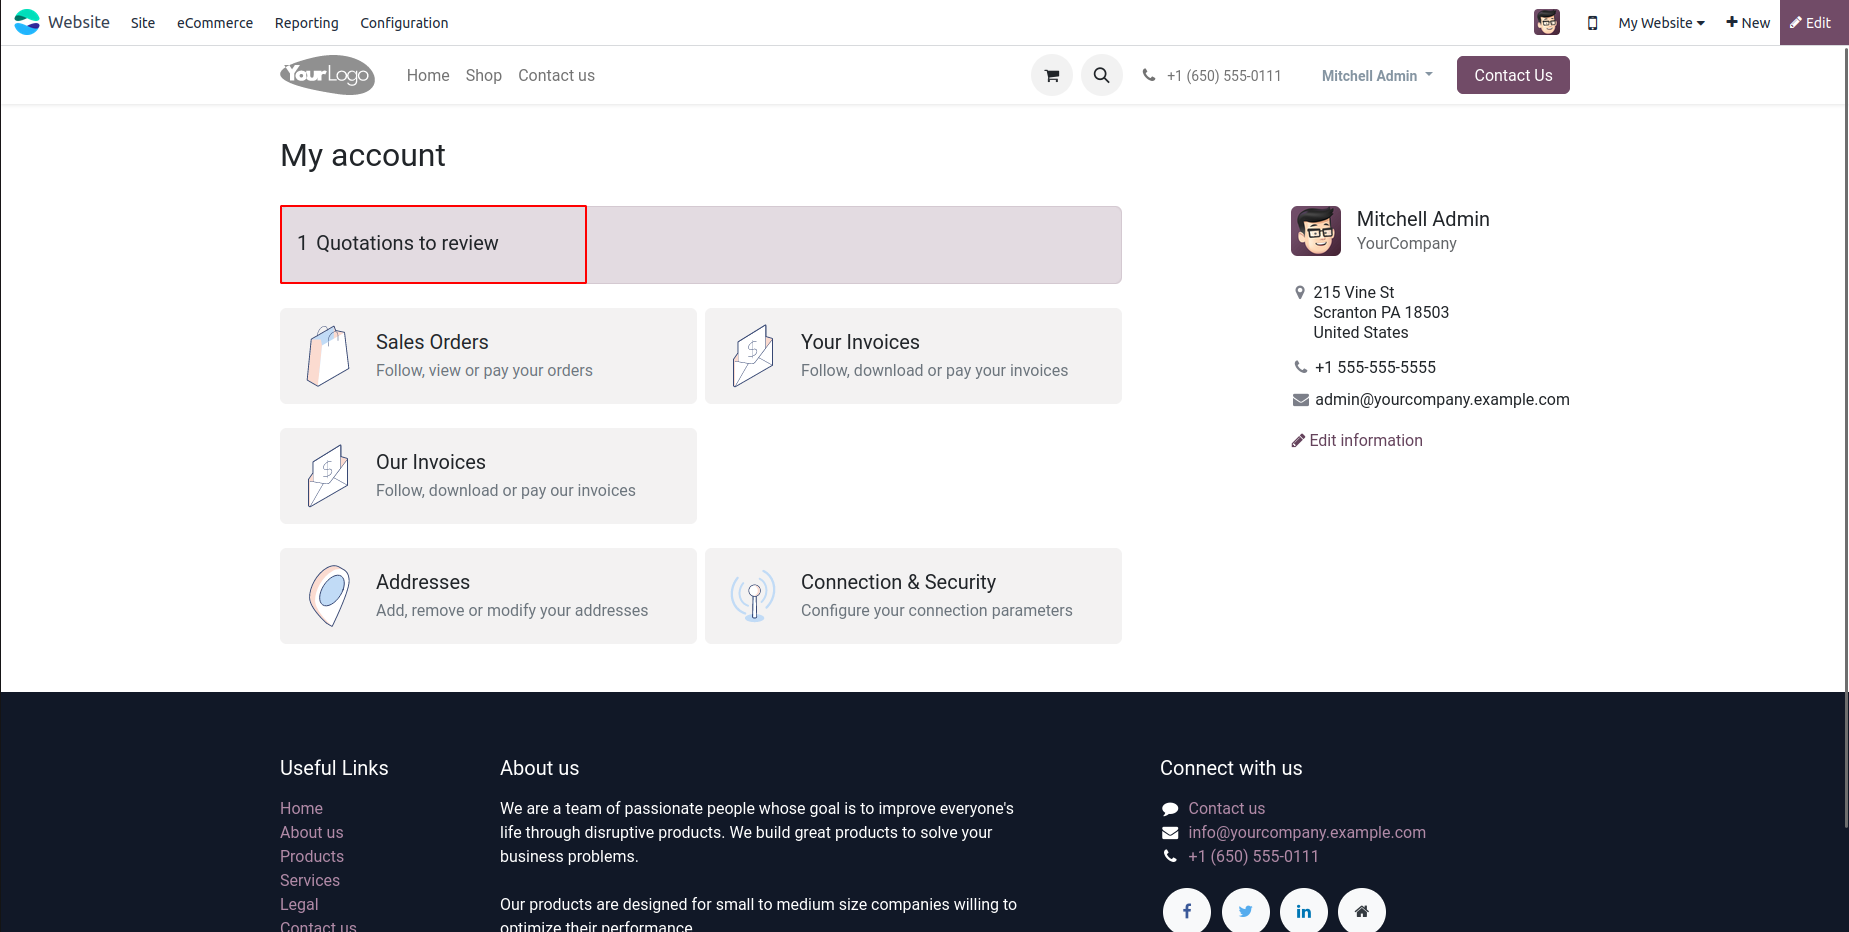 Website Site eCommerce Reporting Configuration My Website New Edit
YourLogo Home Shop Contact us +1 (650) 555-0111 Mitchell Admin Contact Us
My account
1 Quotations to review
Sales Orders
Follow, view or pay your orders
Your Invoices
Follow, download or pay your invoices
Our Invoices
Follow, download or pay our invoices
Addresses
Add, remove or modify your addresses
Connection & Security
Configure your connection parameters
Mitchell Admin
YourCompany
215 Vine St
Scranton PA 18503
United States
+1 555-555-5555
admin@yourcompany.example.com
Edit information
Useful Links
Home
About us
Products
Services
Legal
Contact us
About us
We are a team of passionate people whose goal is to improve everyone's
life through disruptive products. We build great products to solve your
business problems.
Our products are designed for small to medium size companies willing to
optimize their performance.
Connect with us
Contact us
info@yourcompany.example.com
+1 (650) 555-0111